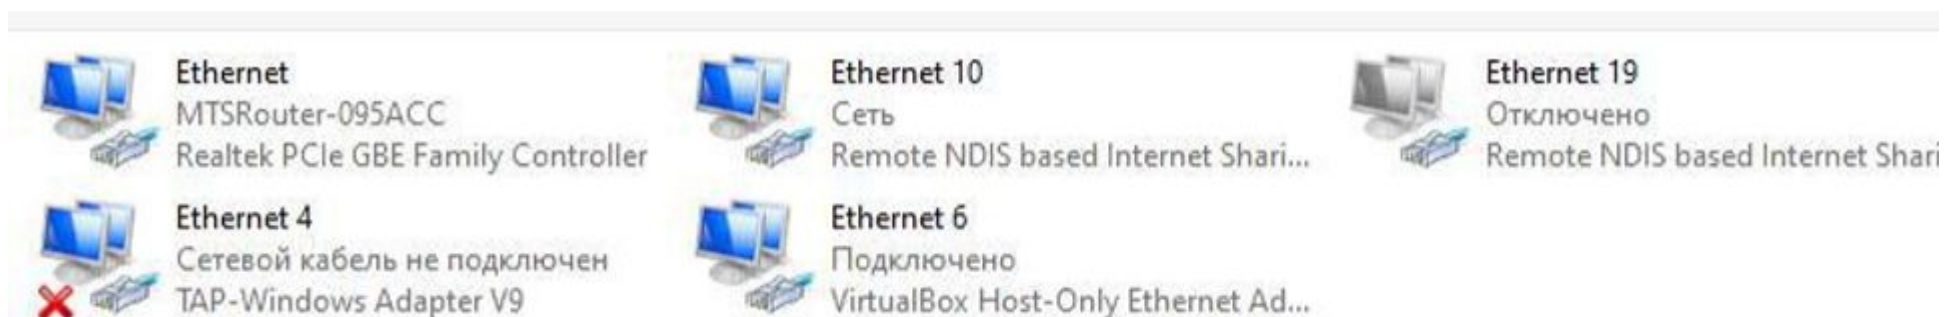 Ethernet
MTSRouter-095ACC
Realtek PCIe GBE Family Controller
Ethernet 10
Сеть
Remote NDIS based Internet Shari...
Ethernet 19
Отключено
Remote NDIS based Internet Shari
Ethernet 4
Сетевой кабель не подключен
TAP-Windows Adapter V9
Ethernet 6
Подключено
VirtualBox Host-Only Ethernet Ad...